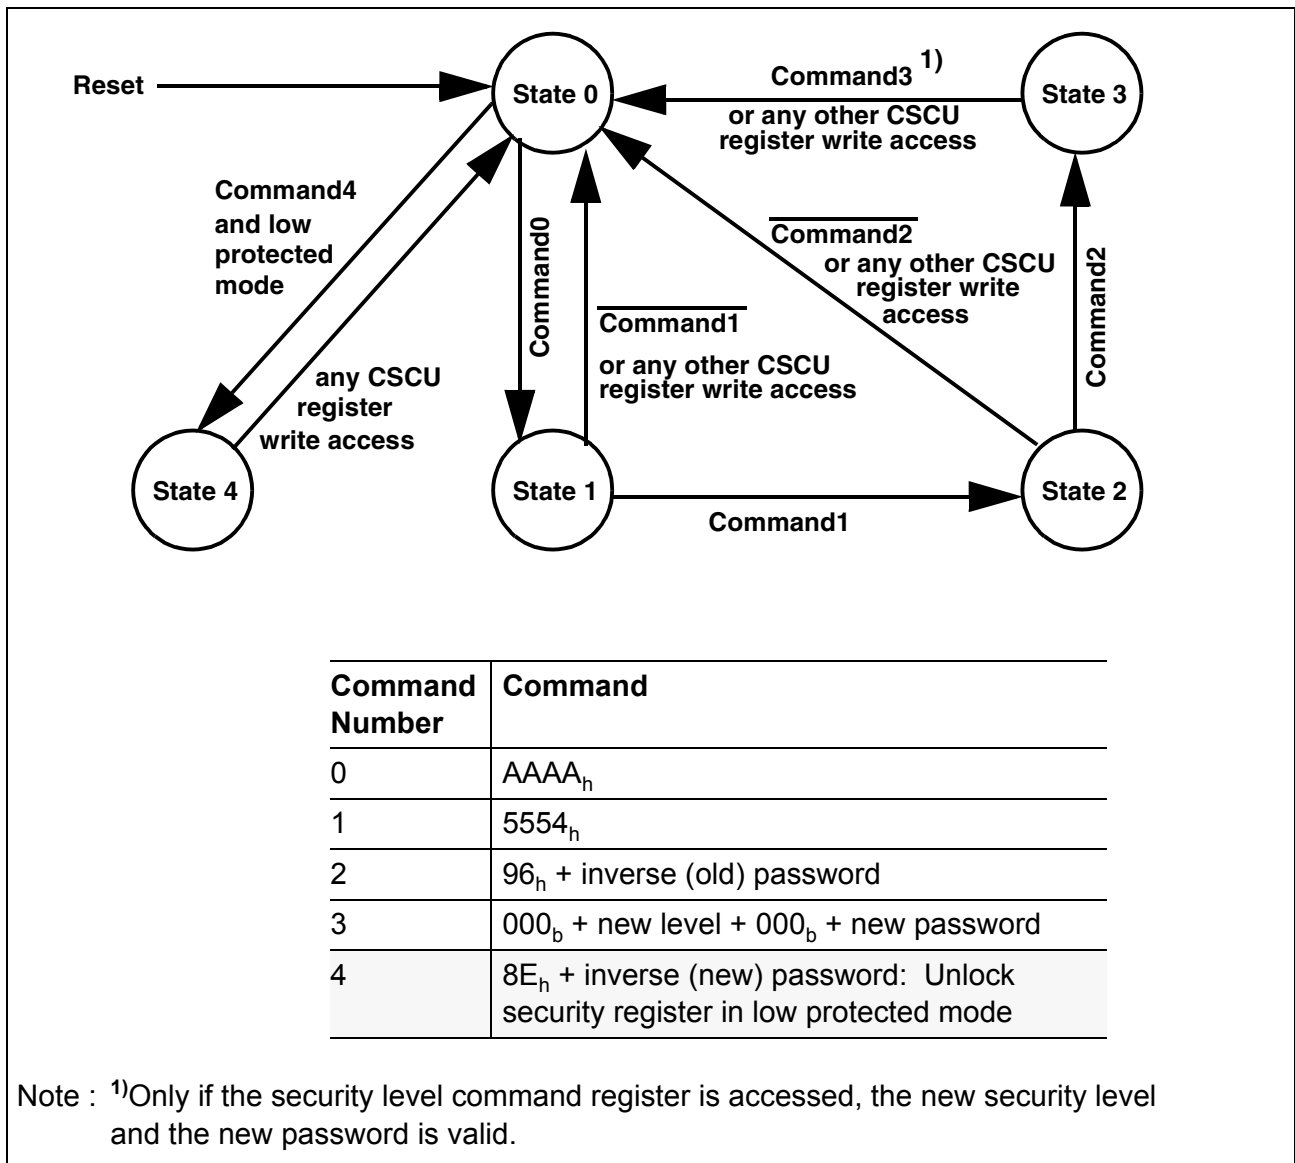 Reset
State 0
Command3 1)
or any other CSCU
register write access
State 3
Command4
and low
protected
mode
Command0
Command1
or any other CSCU
register write access
Command2
or any other CSCU
register write
access
Command2
any CSCU
register
write access
State 4
State 1
Command1
State 2
Command Number
Command
0
AAAAh
1
5554h
2
96h + inverse (old) password
3
000b + new level + 000b + new password
4
8Eh + inverse (new) password: Unlock
security register in low protected mode
Note : 1)Only if the security level command register is accessed, the new security level
and the new password is valid.